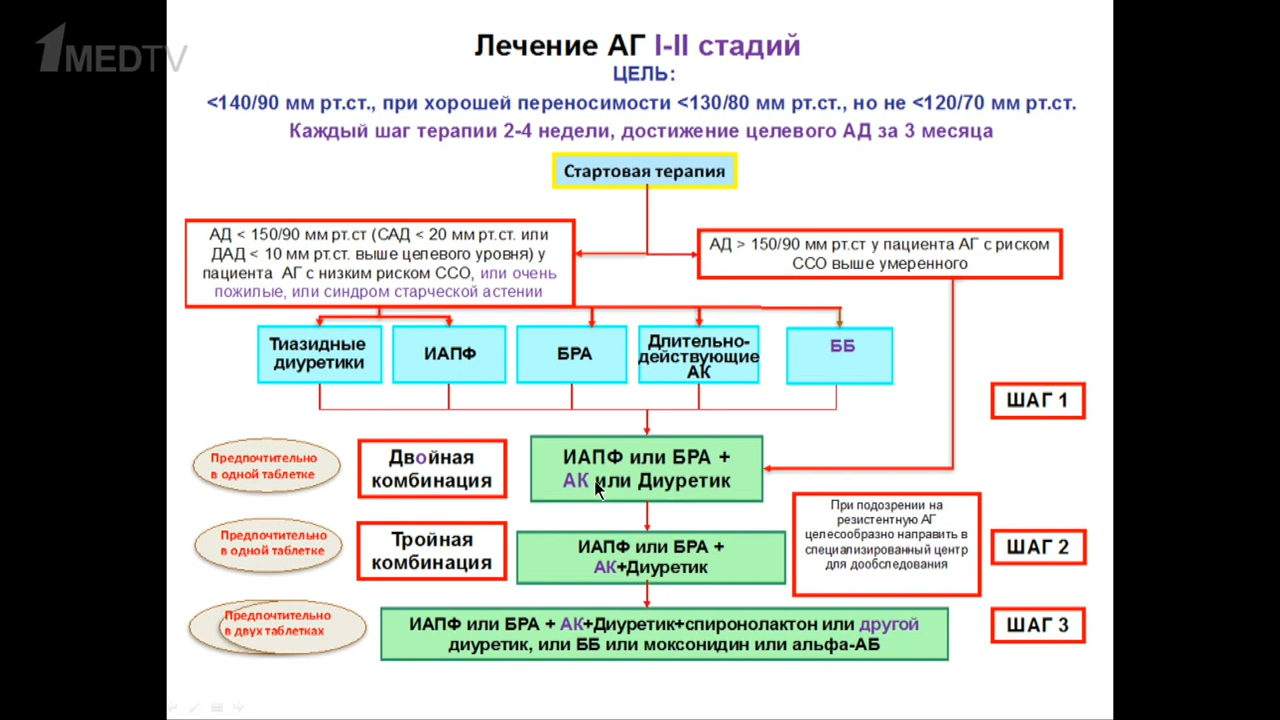 1MEDTV
Лечение АГ I-II стадий
ЦЕЛЬ:
<140/90 мм рт.ст., при хорошей переносимости <130/80 мм рт.ст., но не <120/70 мм рт.ст.
Каждый шаг терапии 2-4 недели, достижение целевого АД за 3 месяца
Стартовая терапия
АД < 150/90 мм рт.ст (САД < 20 мм рт.ст. или
ДАД < 10 мм рт.ст. выше целевого уровня) у
пациента АГ с низким риском ССО, или очень
пожилые, или синдром старческой астении
АД > 150/90 мм рт.ст у пациента АГ с риском
ССО выше умеренного
Тиазидные
диуретики
ИАПФ
БРА
Длительно-
действующие
АК
ББ
ШАГ 1
Предпочтительно
в одной таблетке
Двойная
комбинация
ИАПФ или БРА +
АК или Диуретик
Предпочтительно
в одной таблетке
Тройная
комбинация
ИАПФ или БРА +
АК+Диуретик
При подозрении на
резистентную АГ
целесообразно направить в
специализированный центр
для дообследования
ШАГ 2
Предпочтительно
в двух таблетках
ИАПФ или БРА + АК+Диуретик+спиронолактон или другой
диуретик, или ББ или моксонидин или альфа-АБ
ШАГ 3